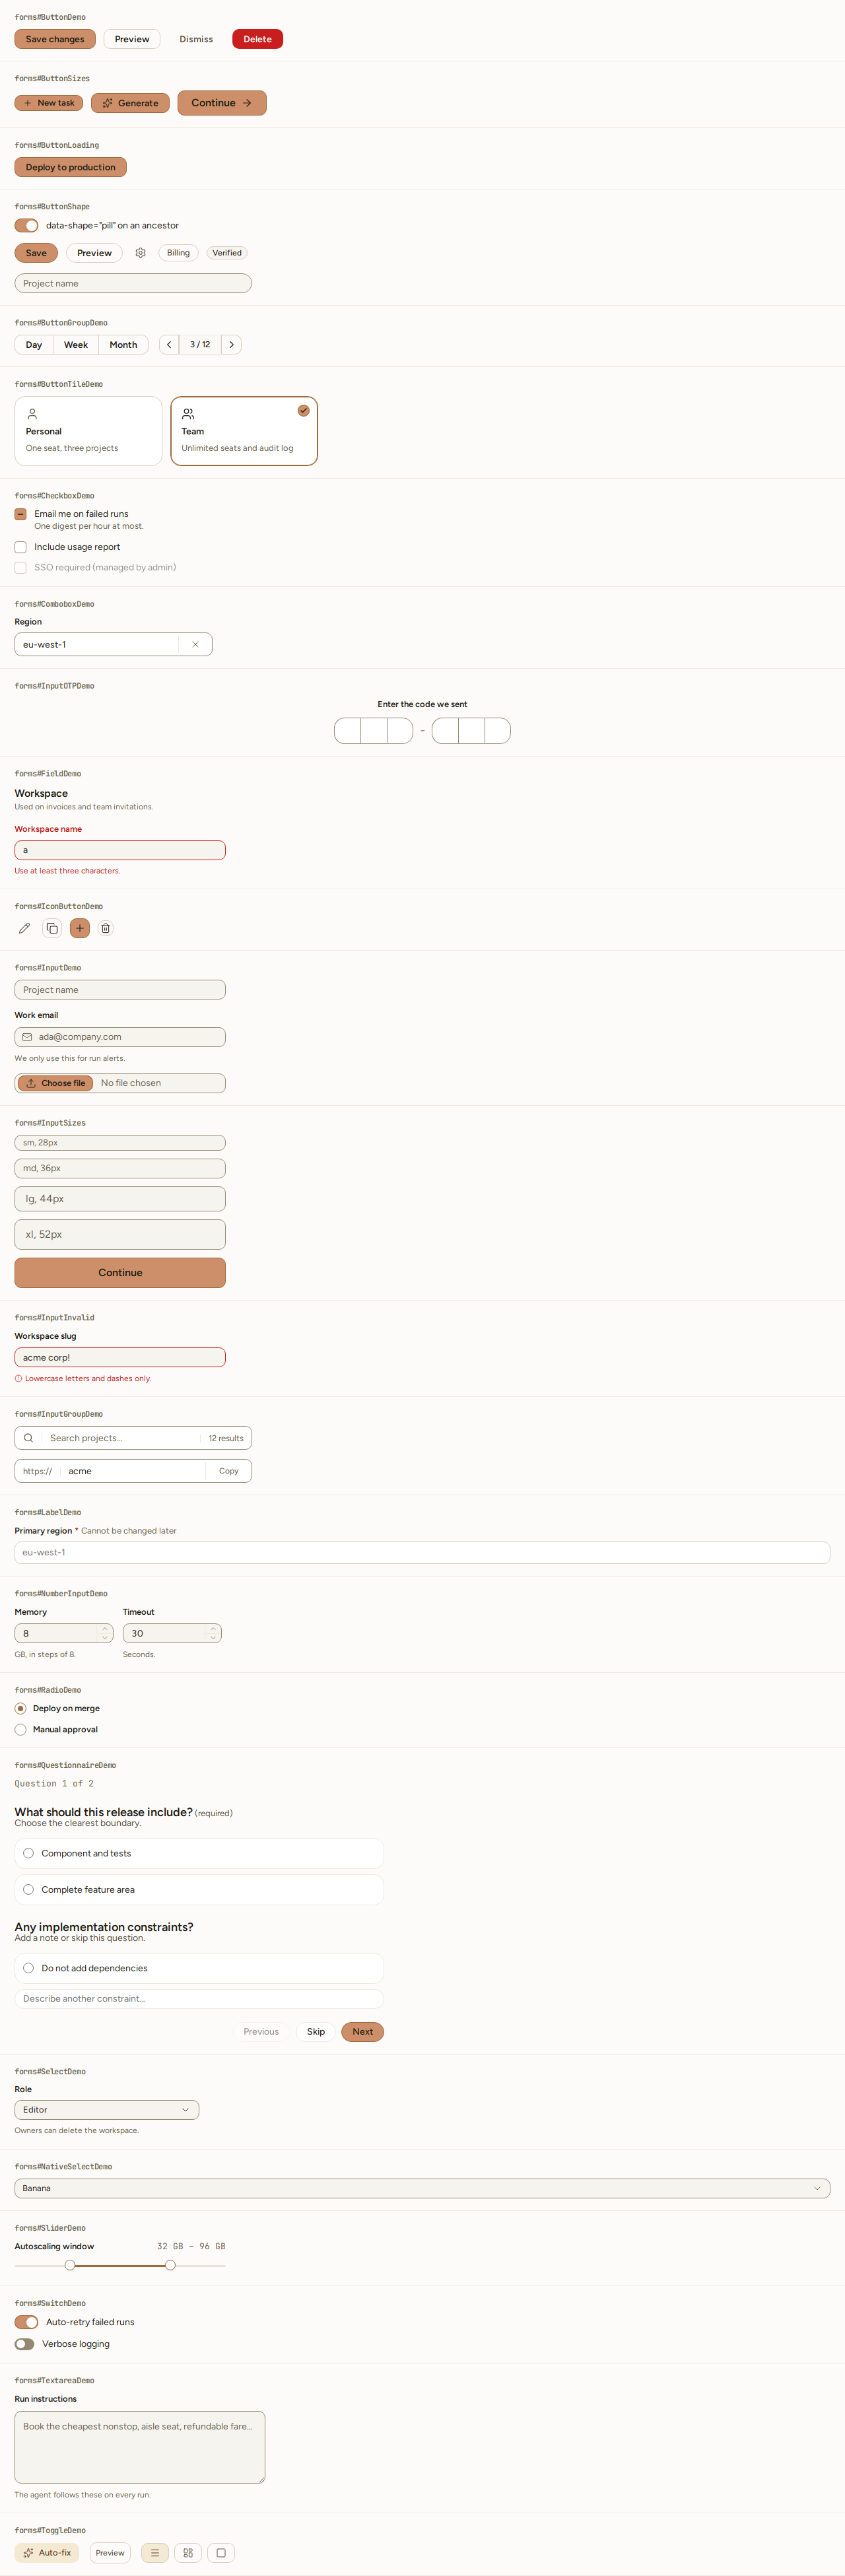 forms#ButtonDemo
Save changes Preview Dismiss Delete
forms#ButtonSizes
New task Generate Continue
forms#ButtonLoading
Deploy to production
forms#ButtonShape
data-shape="pill" on an ancestor
Save Preview Billing Verified
Project name
forms#ButtonGroupDemo
Day Week Month 3 / 12
forms#ButtonTileDemo
Personal Team
One seat, three projects Unlimited seats and audit log
forms#CheckboxDemo
Email me on failed runs
One digest per hour at most.
Include usage report
SSO required (managed by admin)
forms#ComboboxDemo
Region
eu-west-1
forms#InputOTPDemo
Enter the code we sent
-
forms#FieldDemo
Workspace
Used on invoices and team invitations.
Workspace name
a
Use at least three characters.
forms#IconButtonDemo
forms#InputDemo
Project name
Work email
ada@company.com
We only use this for run alerts.
Choose file No file chosen
forms#InputSizes
sm, 28px
md, 36px
lg, 44px
xl, 52px
Continue
forms#InputInvalid
Workspace slug
acme corp!
Lowercase letters and dashes only.
forms#InputGroupDemo
Search projects... 12 results
https:// acme Copy
forms#LabelDemo
Primary region * Cannot be changed later
eu-west-1
forms#NumberInputDemo
Memory Timeout
8 30
GB, in steps of 8. Seconds.
forms#RadioDemo
Deploy on merge
Manual approval
forms#QuestionnaireDemo
Question 1 of 2
What should this release include? (required)
Choose the clearest boundary.
Component and tests
Complete feature area
Any implementation constraints?
Add a note or skip this question.
Do not add dependencies
Describe another constraint...
Previous Skip Next
forms#SelectDemo
Role
Editor
Owners can delete the workspace.
forms#NativeSelectDemo
Banana
forms#SliderDemo
Autoscaling window 32 GB – 96 GB
forms#SwitchDemo
Auto-retry failed runs
Verbose logging
forms#TextareaDemo
Run instructions
Book the cheapest nonstop, aisle seat, refundable fare...
The agent follows these on every run.
forms#ToggleDemo
Auto-fix Preview